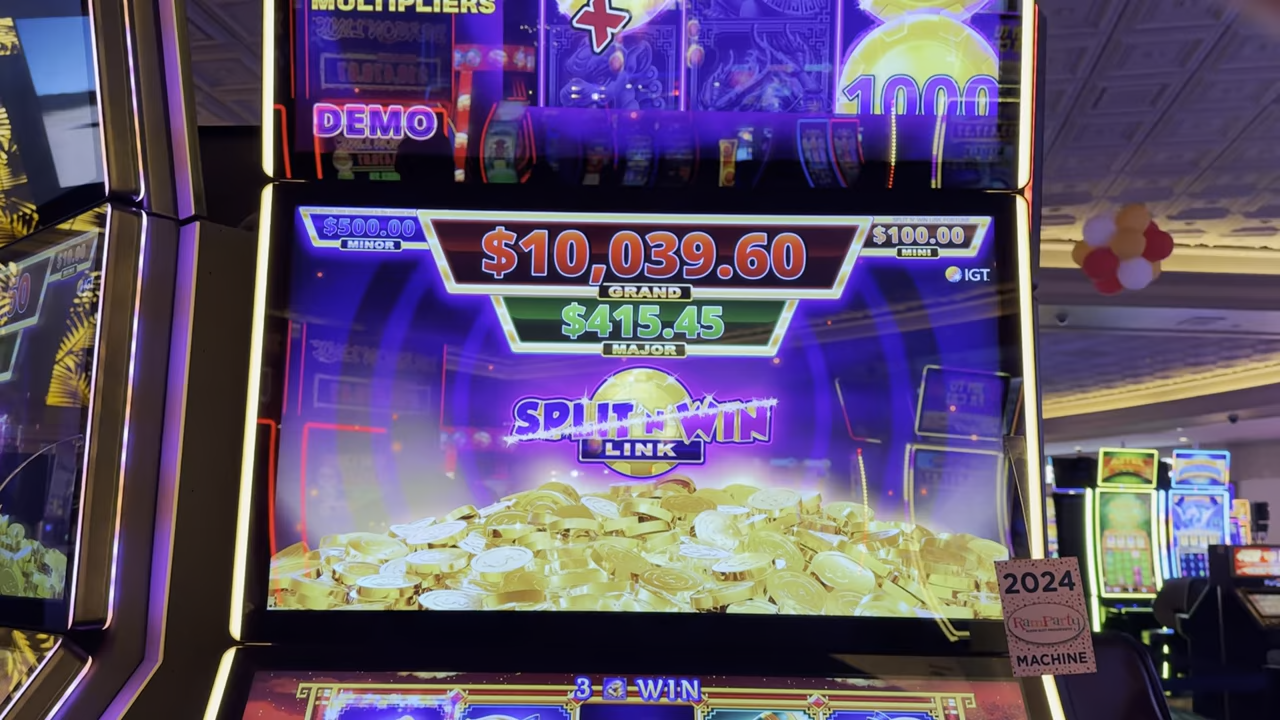 MULTIPLIERS
DEMO
1000
$500.00
MINOR
$10,039.60
GRAND
$100.00
MINI
IGT
$415.45
MAJOR
SPLIT 'N' WIN
LINK
2024
RamParty
MACHINE
3 WIN